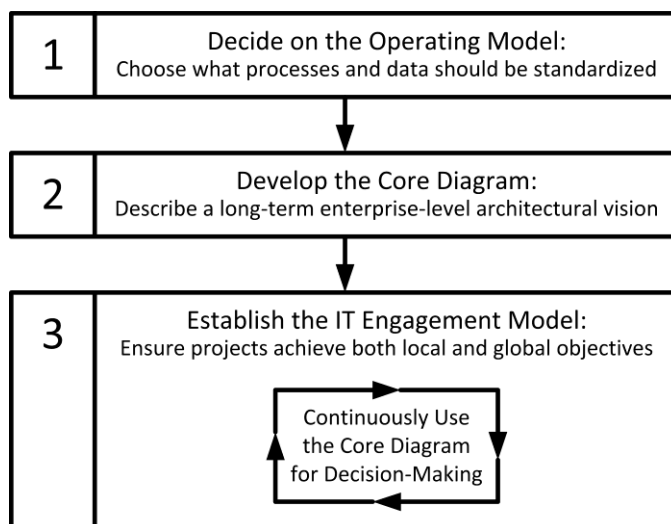 1
Decide on the Operating Model:
Choose what processes and data should be standardized
2
Develop the Core Diagram:
Describe a long-term enterprise-level architectural vision
3
Establish the IT Engagement Model:
Ensure projects achieve both local and global objectives
Continuously Use
the Core Diagram
for Decision-Making